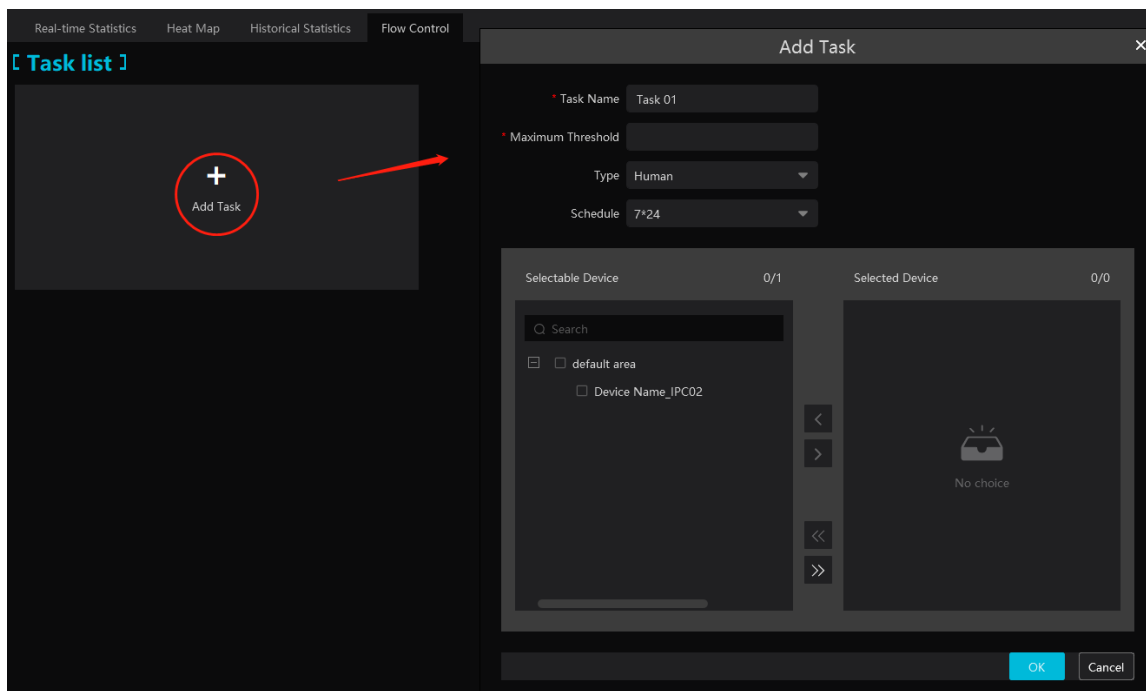 Real-time Statistics Heat Map Historical Statistics Flow Control
[ Task list ]
Add Task
Add Task
* Task Name Task 01
* Maximum Threshold
Type Human
Schedule 7*24
Selectable Device 0/1
Search
default area
Device Name_IPC02
Selected Device 0/0
No choice
OK Cancel